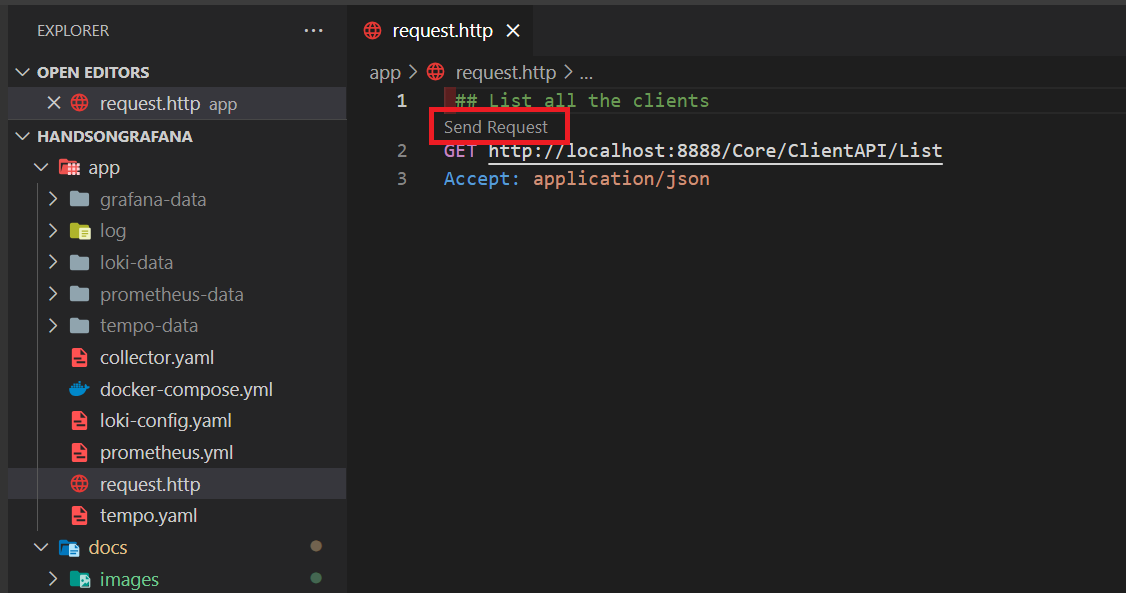 EXPLORER
...
OPEN EDITORS
request.http app
HANDSONGRAFANA
app
grafana-data
log
loki-data
prometheus-data
tempo-data
collector.yaml
docker-compose.yml
loki-config.yaml
prometheus.yml
request.http
tempo.yaml
docs
images
request.http
app > request.http > ...
1 ## List all the clients
Send Request
2 GET http://localhost:8888/Core/ClientAPI/List
3 Accept: application/json